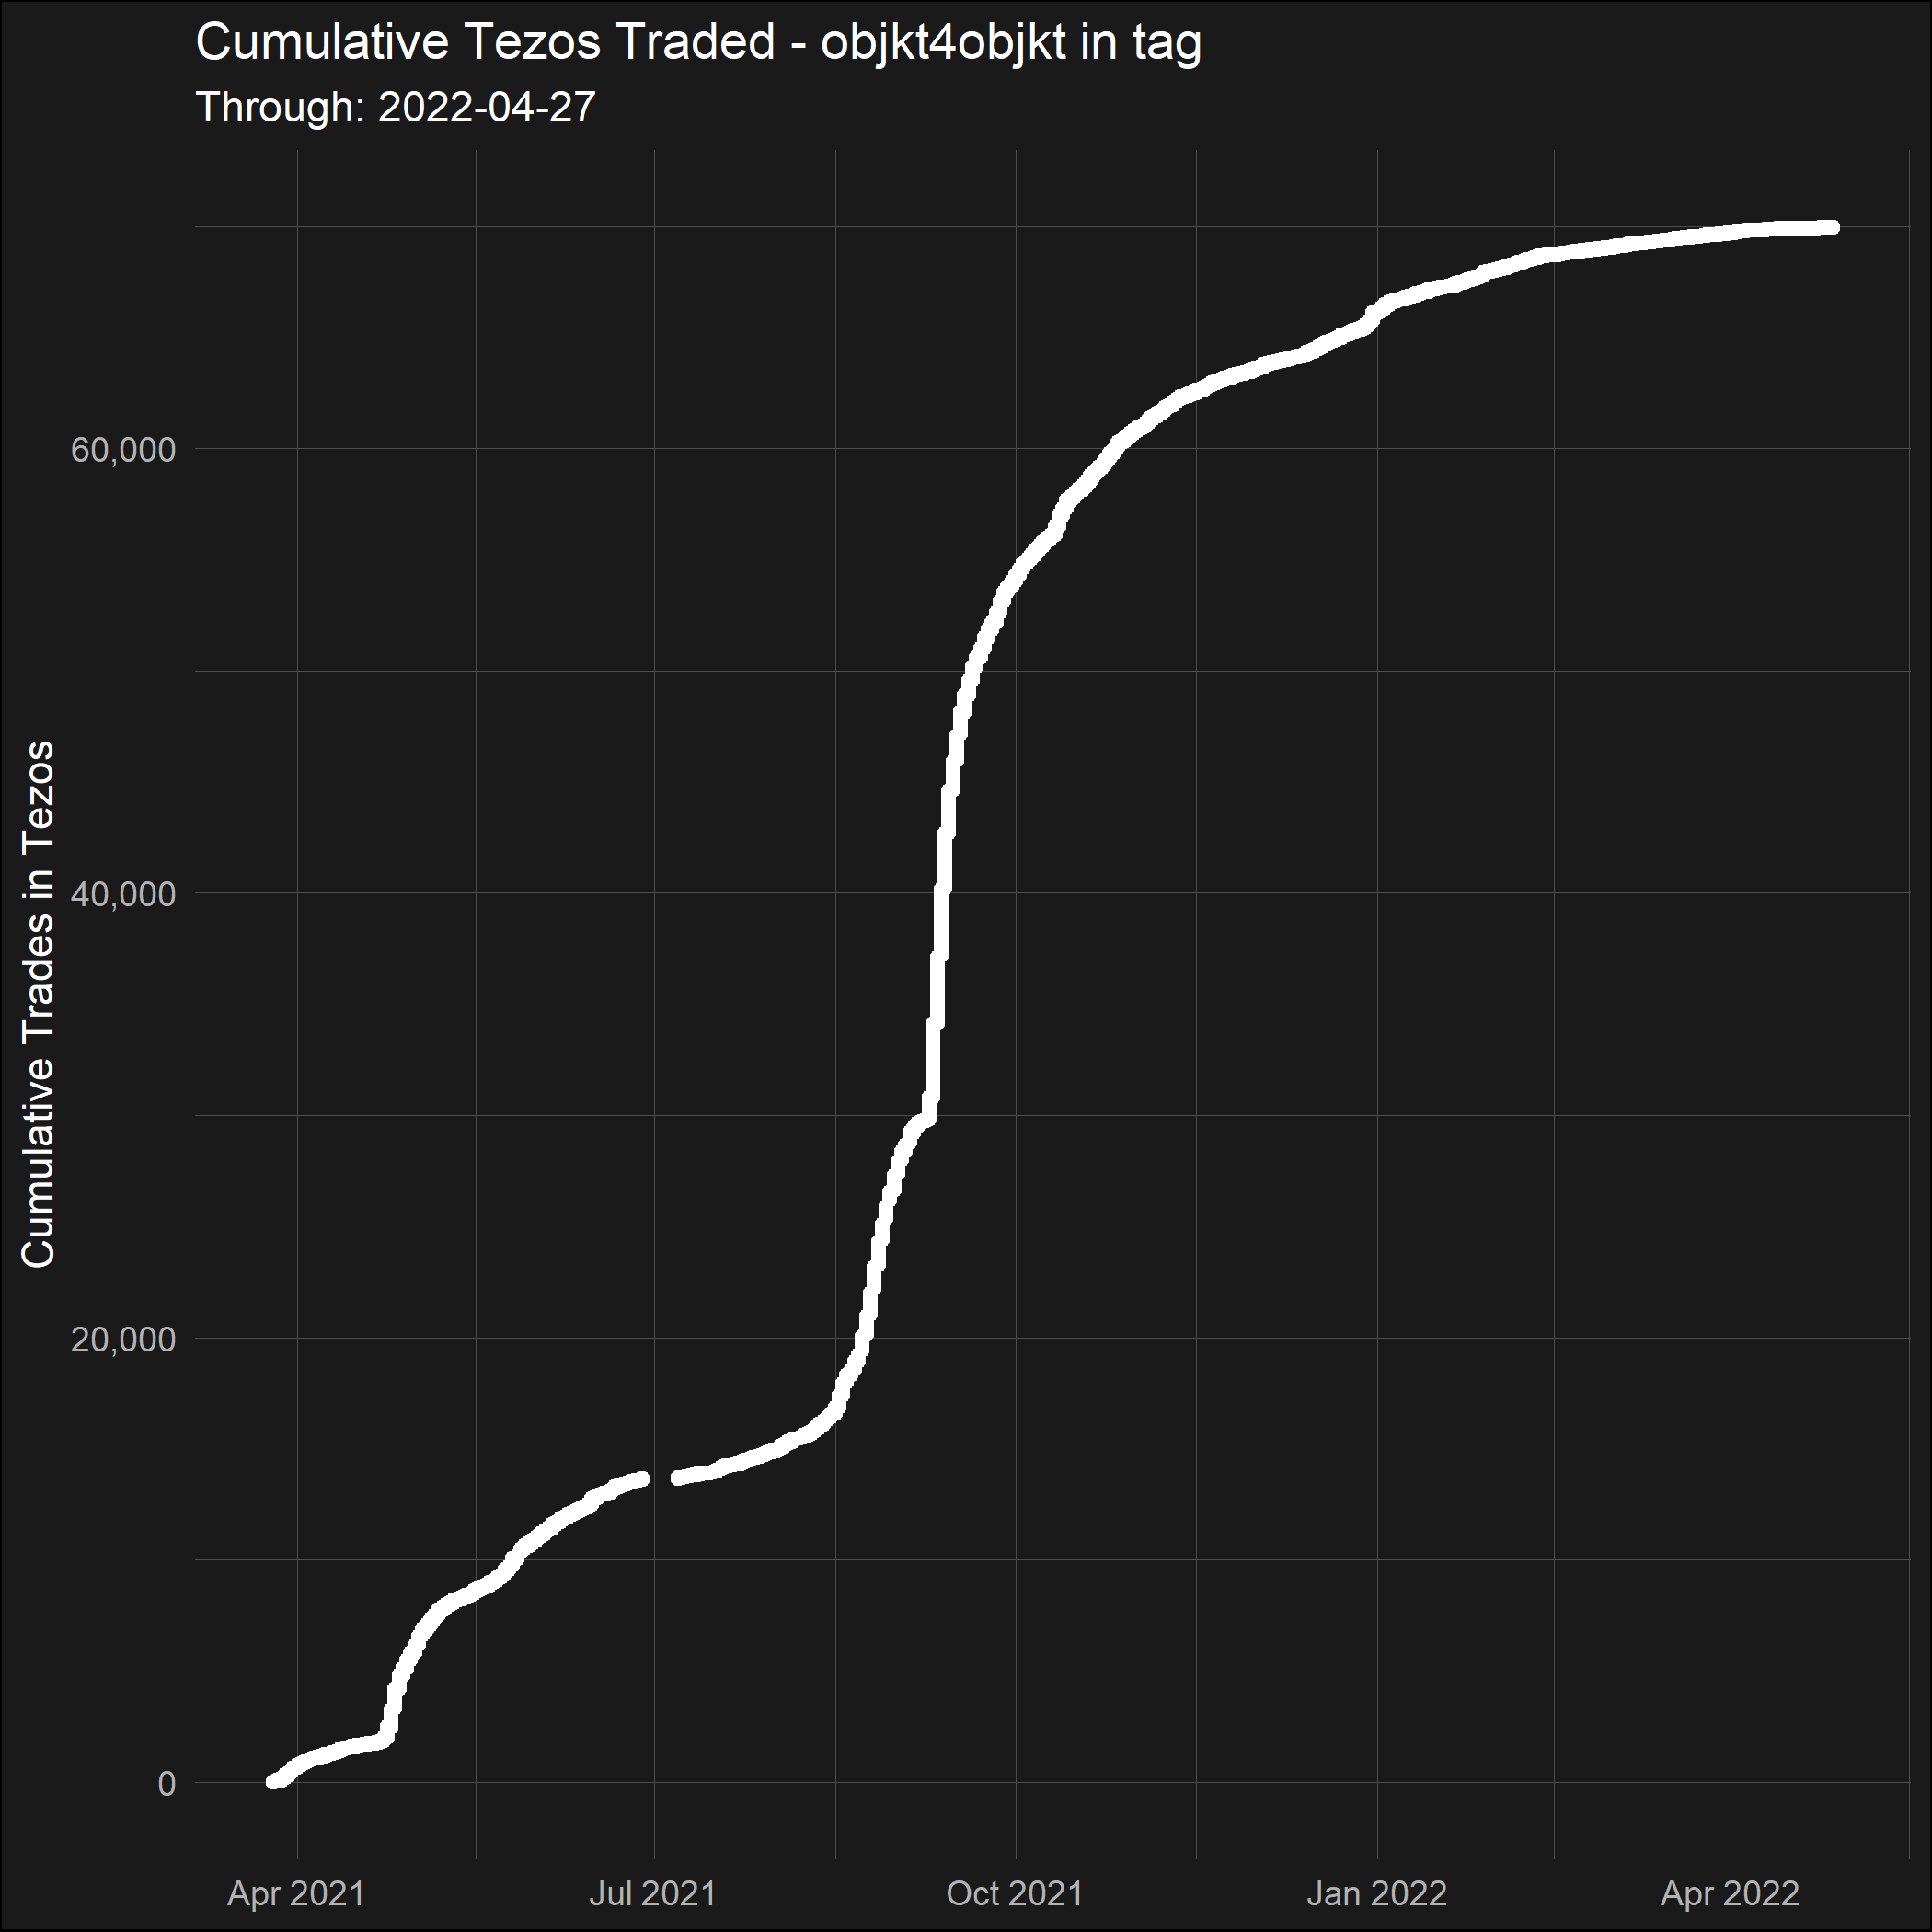 Cumulative Tezos Traded - objkt4objkt in tag
Through: 2022-04-27
Cumulative Trades in Tezos
60,000
40,000
20,000
0
Apr 2021
Jul 2021
Oct 2021
Jan 2022
Apr 2022